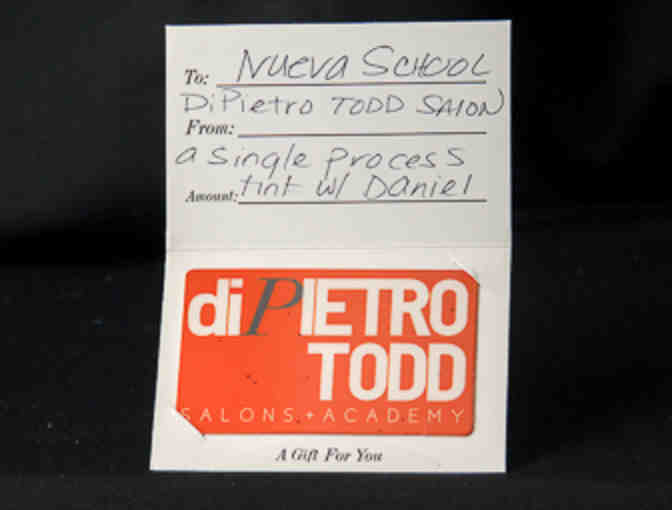 To: Nueva School
DiPietro TODD SALON
From:
a single process
Amount: tint w/ Daniel
diPIETRO
TODD
SALONS + ACADEMY
A Gift For You